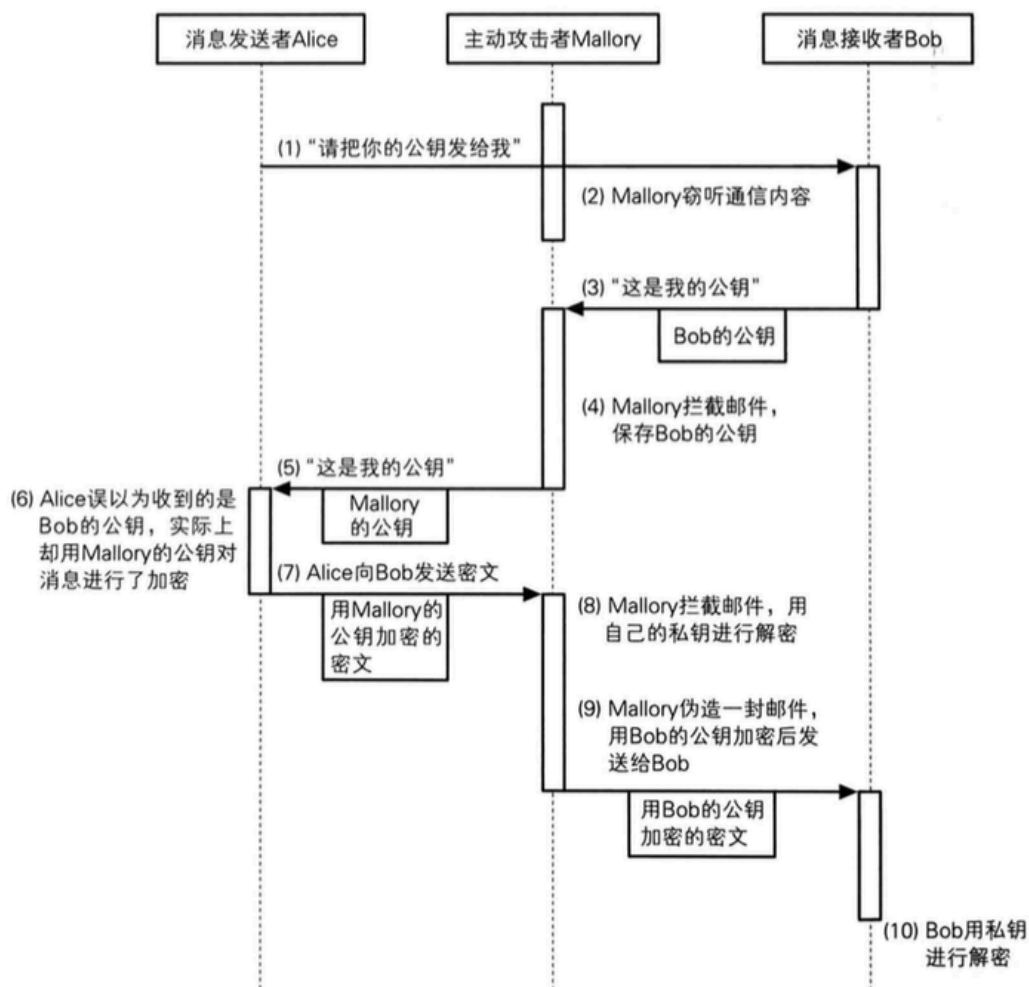 消息发送者Alice
主动攻击者Mallory
消息接收者Bob
(1) “请把你的公钥发给我”
(2) Mallory窃听通信内容
(3) “这是我的公钥”
Bob的公钥
(4) Mallory拦截邮件，
保存Bob的公钥
(5) “这是我的公钥”
Mallory
的公钥
(6) Alice误以为收到的是
Bob的公钥，实际上
却用Mallory的公钥对
消息进行了加密
(7) Alice向Bob发送密文
用Mallory的
公钥加密的
密文
(8) Mallory拦截邮件，用
自己的私钥进行解密
(9) Mallory伪造一封邮件，
用Bob的公钥加密后发
送给Bob
用Bob的公钥
加密的密文
(10) Bob用私钥
进行解密